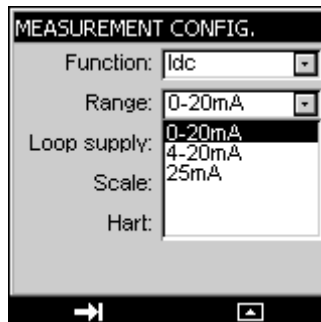 MEASUREMENT CONFIG.
Function: Idc
Range: 0-20mA
0-20mA
Loop supply:
4-20mA
Scale: 25mA
Hart: